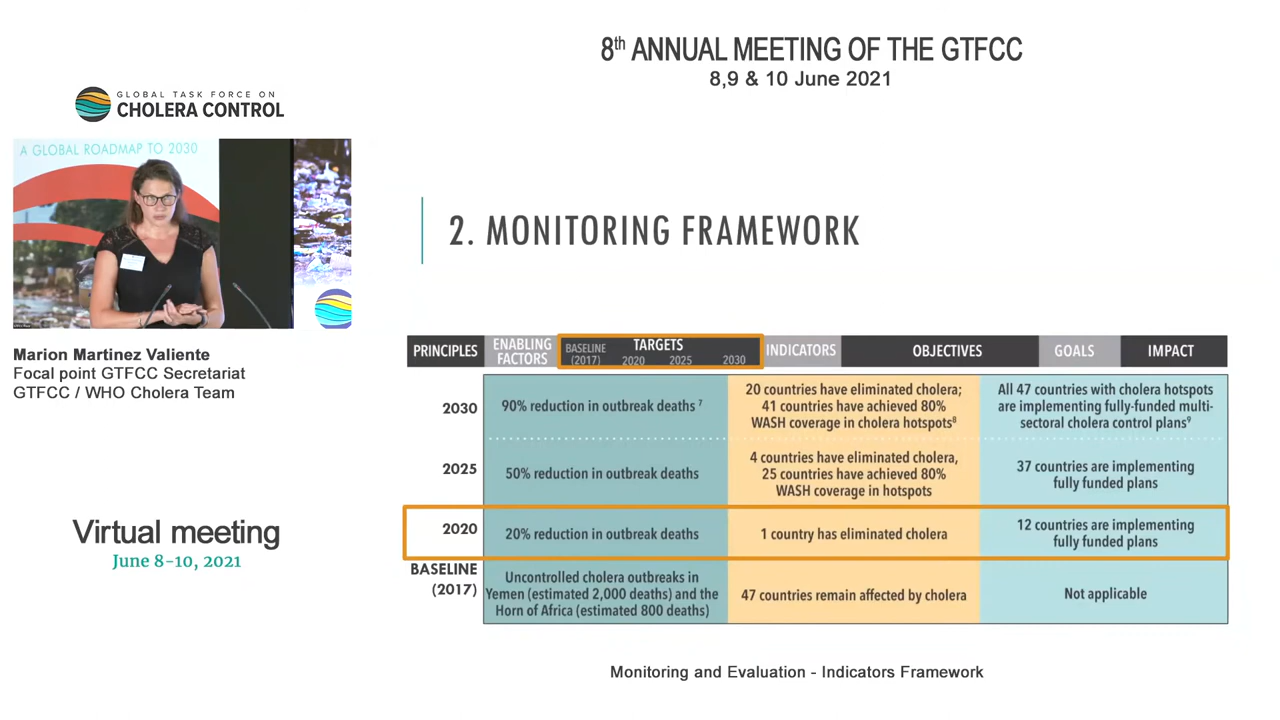 8th ANNUAL MEETING OF THE GTFCC
8,9 & 10 June 2021
GLOBAL TASK FORCE ON
CHOLERA CONTROL
A GLOBAL ROADMAP TO 2030
Marion Martinez Valiente
Focal point GTFCC Secretariat
GTFCC / WHO Cholera Team
Virtual meeting
June 8-10, 2021
2. MONITORING FRAMEWORK
PRINCIPLES
ENABLING
FACTORS
TARGETS
BASELINE
(2017) 2020 2025 2030
INDICATORS
OBJECTIVES
GOALS
IMPACT
2030
90% reduction in outbreak deaths 7
20 countries have eliminated cholera;
41 countries have achieved 80%
WASH coverage in cholera hotspots8
All 47 countries with cholera hotspots
are implementing fully-funded multi-
sectoral cholera control plans9
2025
50% reduction in outbreak deaths
4 countries have eliminated cholera,
25 countries have achieved 80%
WASH coverage in hotspots
37 countries are implementing
fully funded plans
2020
20% reduction in outbreak deaths
1 country has eliminated cholera
12 countries are implementing
fully funded plans
BASELINE
(2017)
Uncontrolled cholera outbreaks in
Yemen (estimated 2,000 deaths) and the
Horn of Africa (estimated 800 deaths)
47 countries remain affected by cholera
Not applicable
Monitoring and Evaluation - Indicators Framework